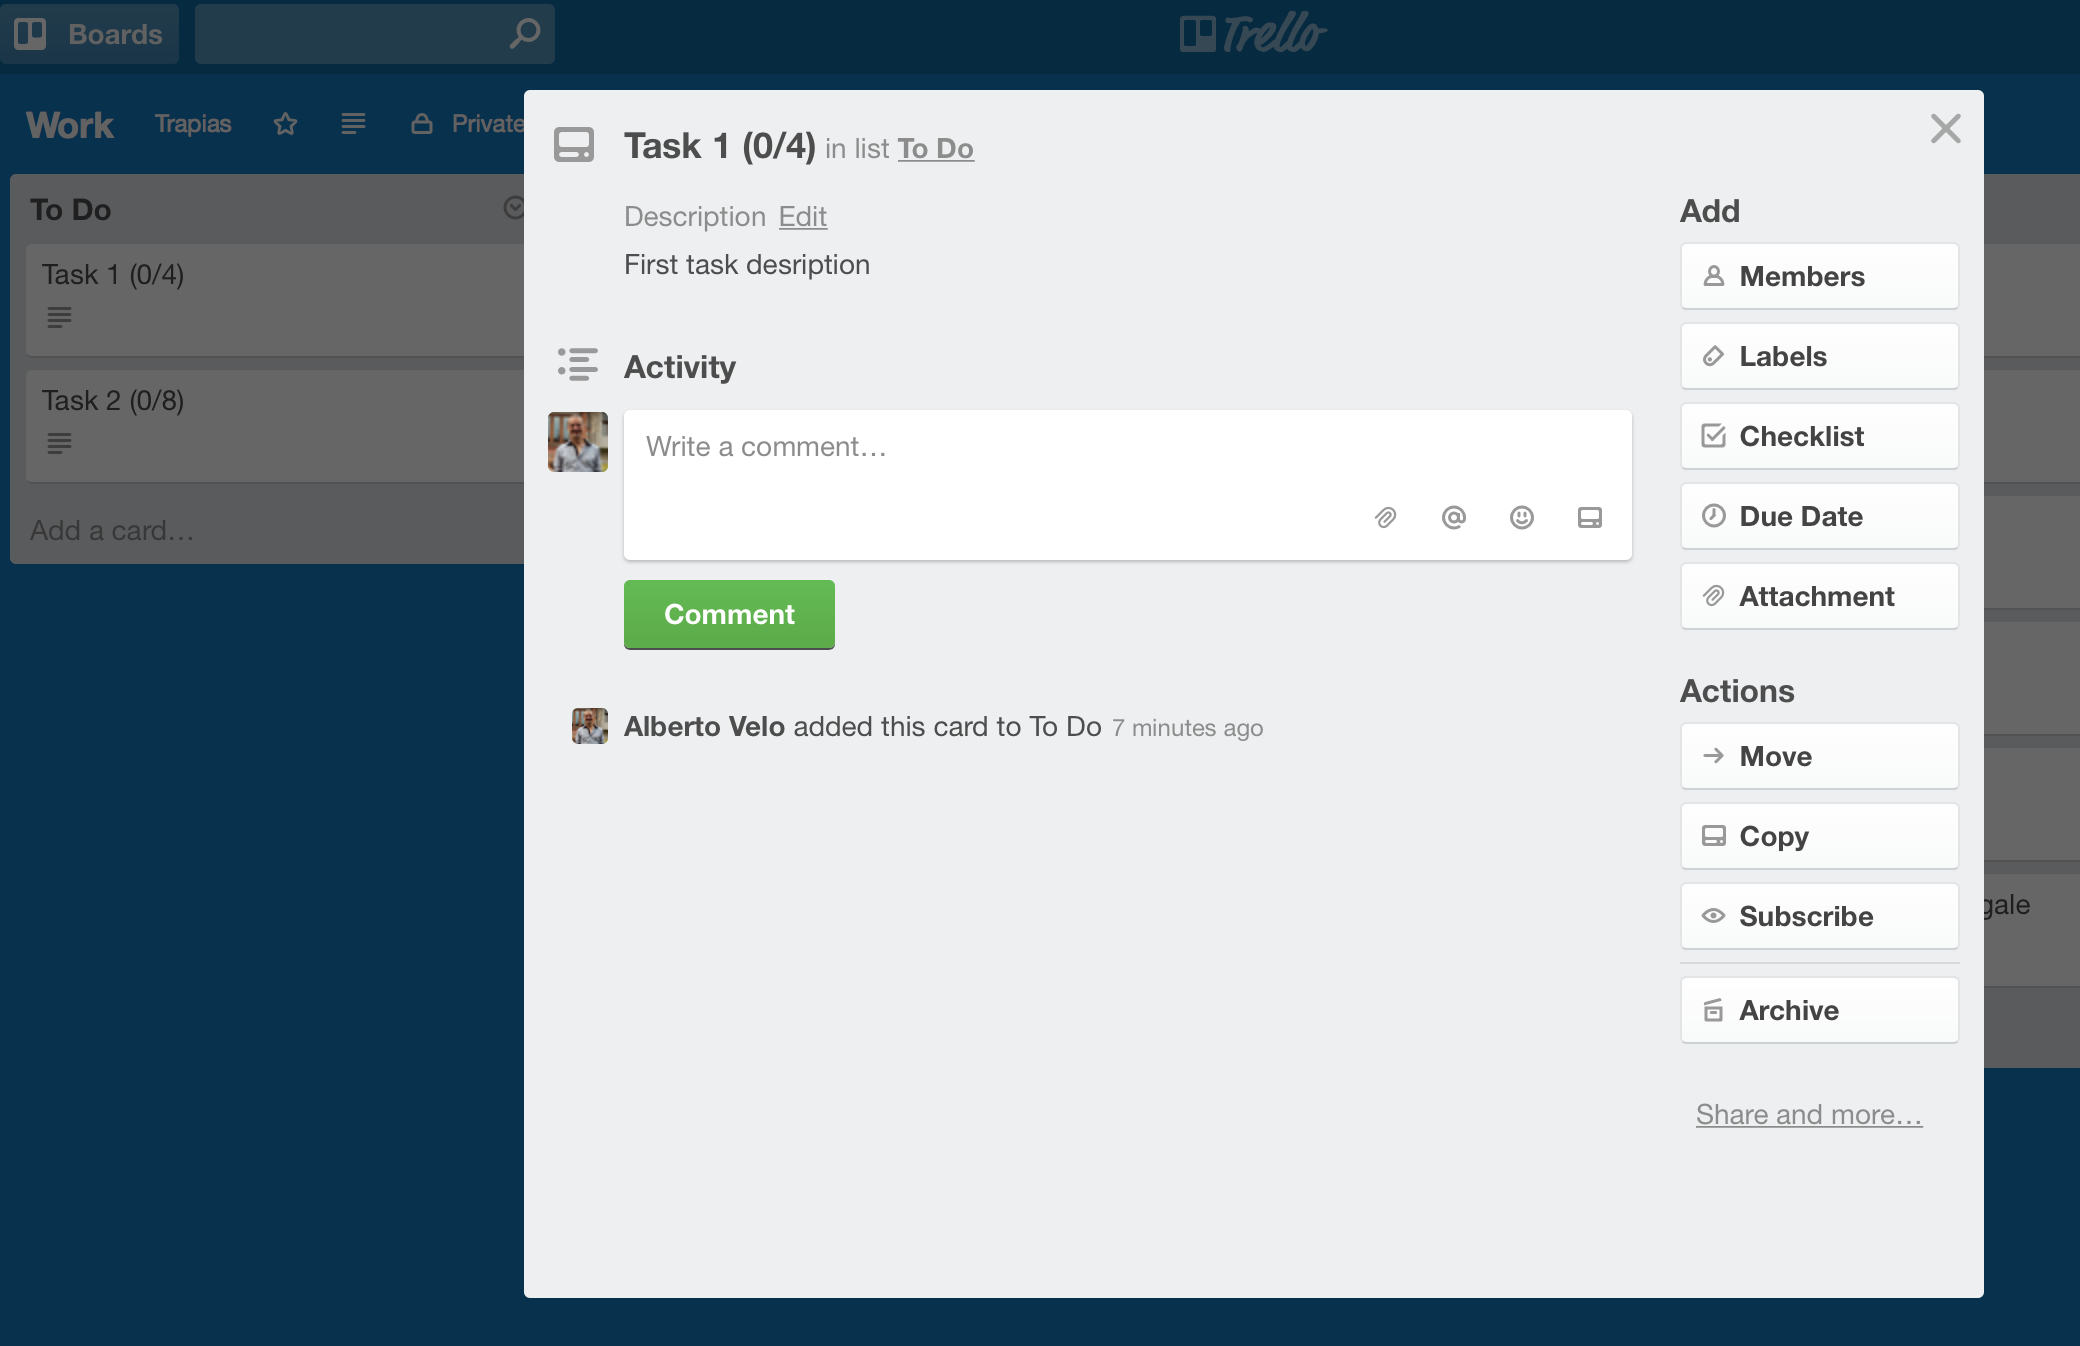 Boards
Trello
Work
Trapias
Private
To Do
Task 1 (0/4)
Task 2 (0/8)
Add a card…
Task 1 (0/4) in list To Do
Description Edit
First task desription
Activity
Write a comment…
Comment
Alberto Velo added this card to To Do 7 minutes ago
Add
Members
Labels
Checklist
Due Date
Attachment
Actions
Move
Copy
Subscribe
Archive
Share and more…
gale